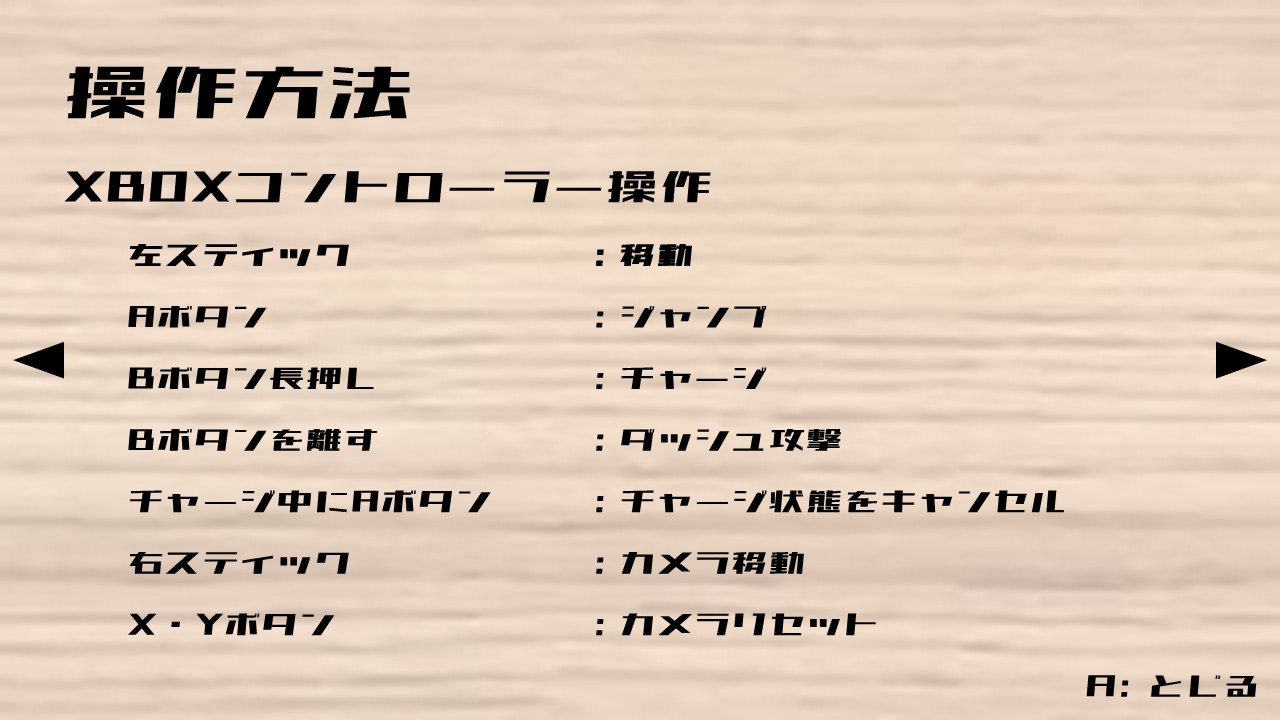 操作方法
XBOXコントローラー操作
左スティック : 移動
Aボタン : ジャンプ
Bボタン長押し : チャージ
Bボタンを離す : ダッシュ攻撃
チャージ中にAボタン : チャージ状態をキャンセル
右スティック : カメラ移動
X・Yボタン : カメラリセット
A: とじる